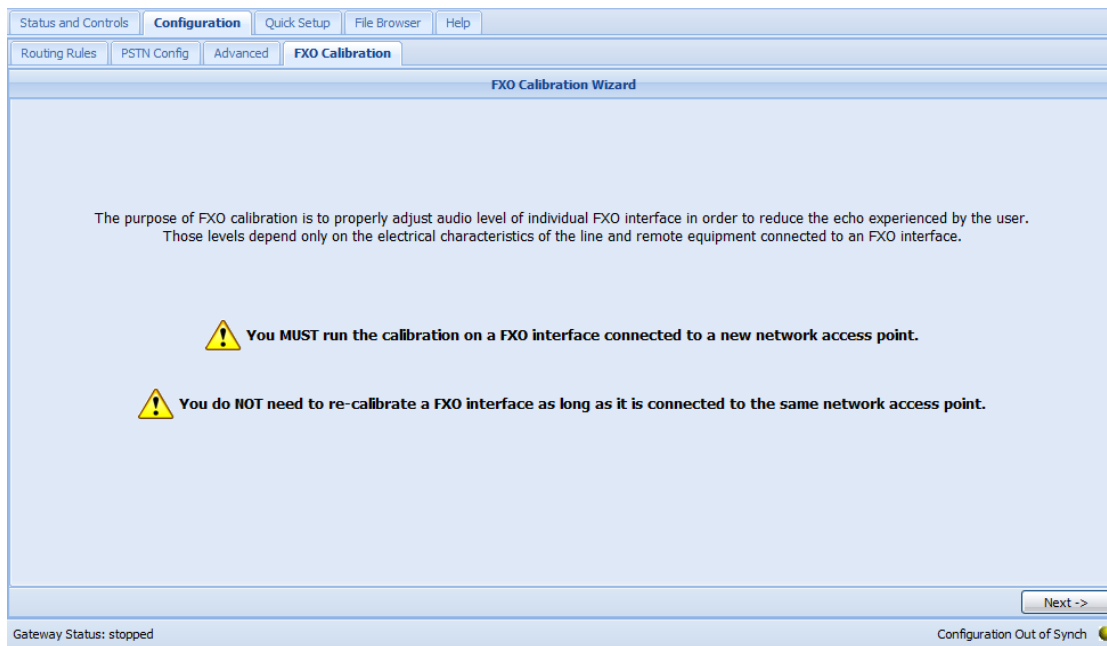 Status and Controls Configuration Quick Setup File Browser Help
Routing Rules PSTN Config Advanced FXO Calibration
FXO Calibration Wizard
The purpose of FXO calibration is to properly adjust audio level of individual FXO interface in order to reduce the echo experienced by the user.
Those levels depend only on the electrical characteristics of the line and remote equipment connected to an FXO interface.
You MUST run the calibration on a FXO interface connected to a new network access point.
You do NOT need to re-calibrate a FXO interface as long as it is connected to the same network access point.
Next ->
Gateway Status: stopped Configuration Out of Synch